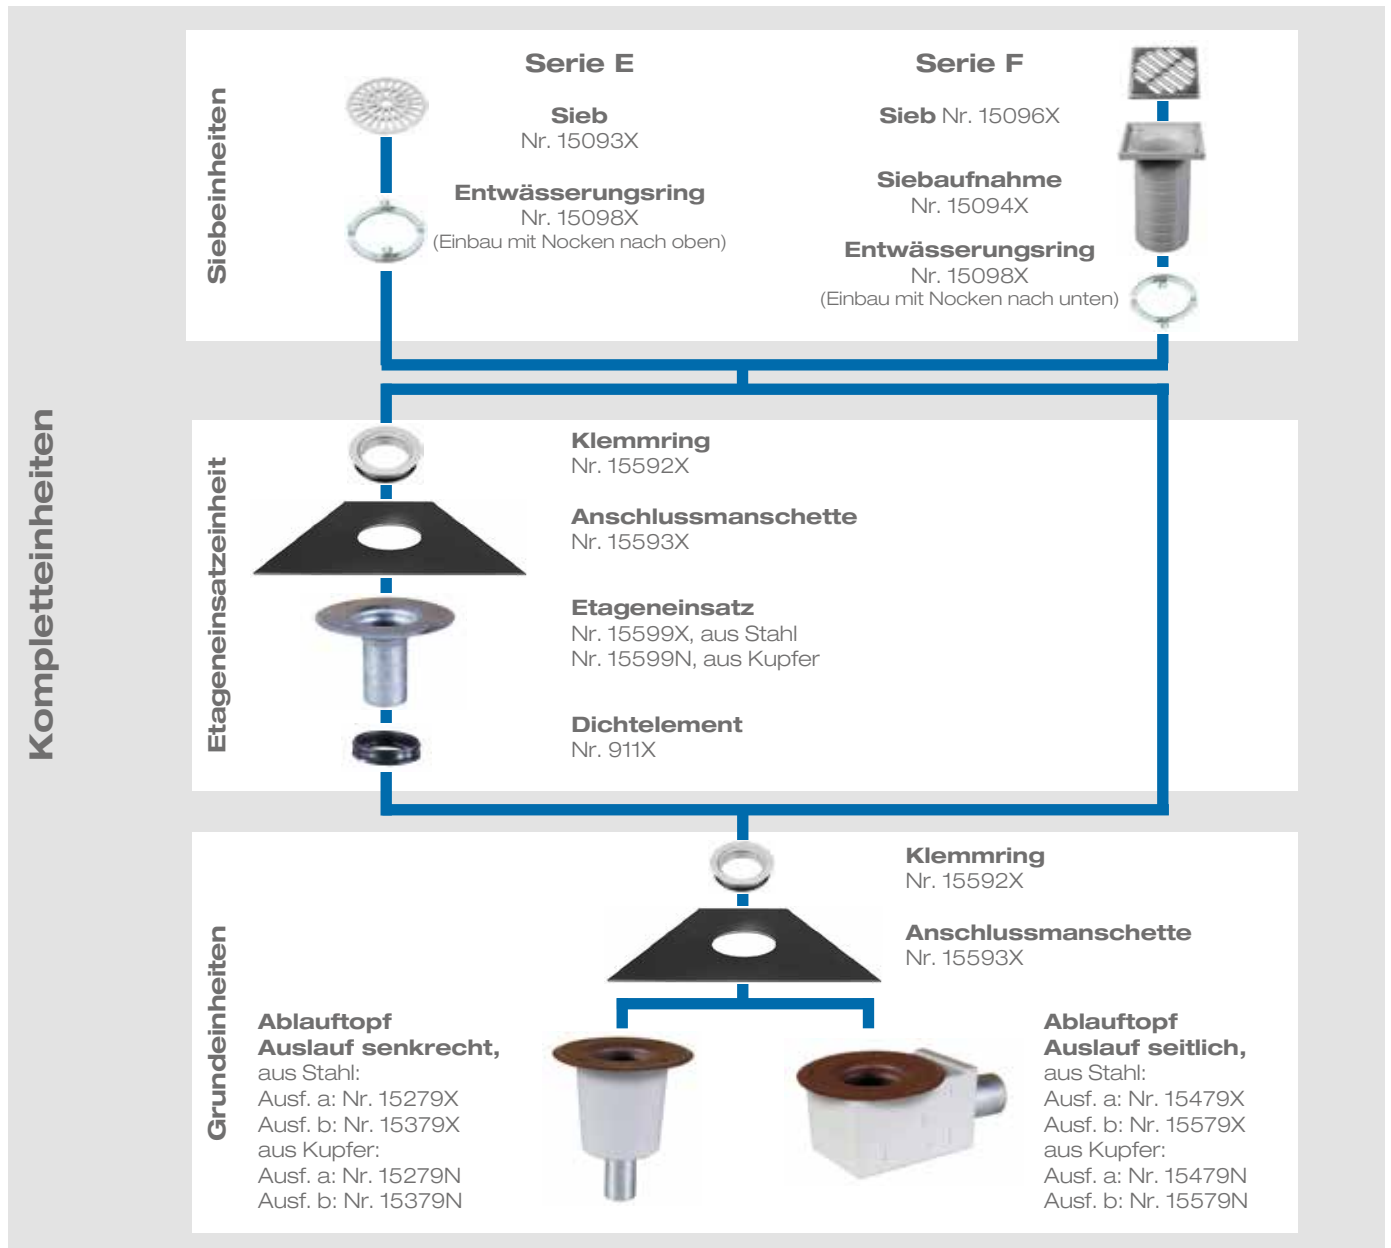 Kompletteinheiten
Siebeinheiten
Serie E
Sieb
Nr. 15093X
Entwässerungsring
Nr. 15098X
(Einbau mit Nocken nach oben)
Serie F
Sieb Nr. 15096X
Siebaufnahme
Nr. 15094X
Entwässerungsring
Nr. 15098X
(Einbau mit Nocken nach unten)
Etageneinsatzeinheit
Klemmring
Nr. 15592X
Anschlussmanschette
Nr. 15593X
Etageneinsatz
Nr. 15599X, aus Stahl
Nr. 15599N, aus Kupfer
Dichtelement
Nr. 911X
Grundeinheiten
Klemmring
Nr. 15592X
Anschlussmanschette
Nr. 15593X
Ablauftopf
Auslauf senkrecht,
aus Stahl:
Ausf. a: Nr. 15279X
Ausf. b: Nr. 15379X
aus Kupfer:
Ausf. a: Nr. 15279N
Ausf. b: Nr. 15379N
Ablauftopf
Auslauf seitlich,
aus Stahl:
Ausf. a: Nr. 15479X
Ausf. b: Nr. 15579X
aus Kupfer:
Ausf. a: Nr. 15479N
Ausf. b: Nr. 15579N